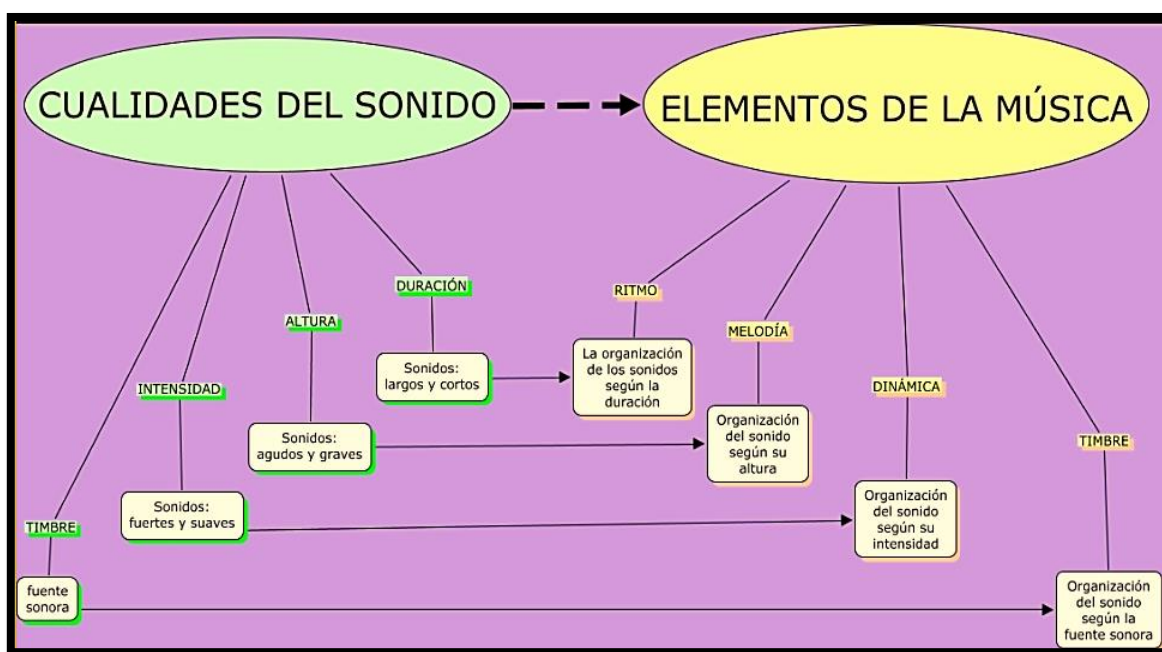 CUALIDADES DEL SONIDO
ELEMENTOS DE LA MÚSICA
DURACIÓN
Sonidos:
largos y cortos
ALTURA
Sonidos:
agudos y graves
INTENSIDAD
Sonidos:
fuertes y suaves
TIMBRE
fuente
sonora
RITMO
La organización
de los sonidos
según la
duración
MELODÍA
Organización
del sonido
según su
altura
DINÁMICA
Organización
del sonido
según su
intensidad
TIMBRE
Organización
del sonido
según la
fuente sonora